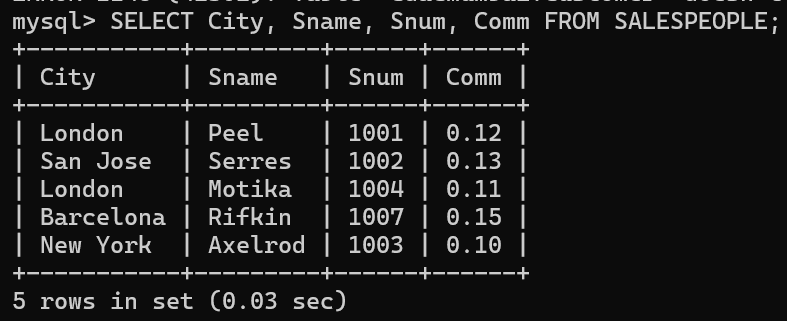 mysql> SELECT City, Sname, Snum, Comm FROM SALESPEOPLE;
+-----------+---------+------+------+
| City      | Sname   | Snum | Comm |
+-----------+---------+------+------+
| London    | Peel    | 1001 | 0.12 |
| San Jose  | Serres  | 1002 | 0.13 |
| London    | Motika  | 1004 | 0.11 |
| Barcelona | Rifkin  | 1007 | 0.15 |
| New York  | Axelrod | 1003 | 0.10 |
+-----------+---------+------+------+
5 rows in set (0.03 sec)